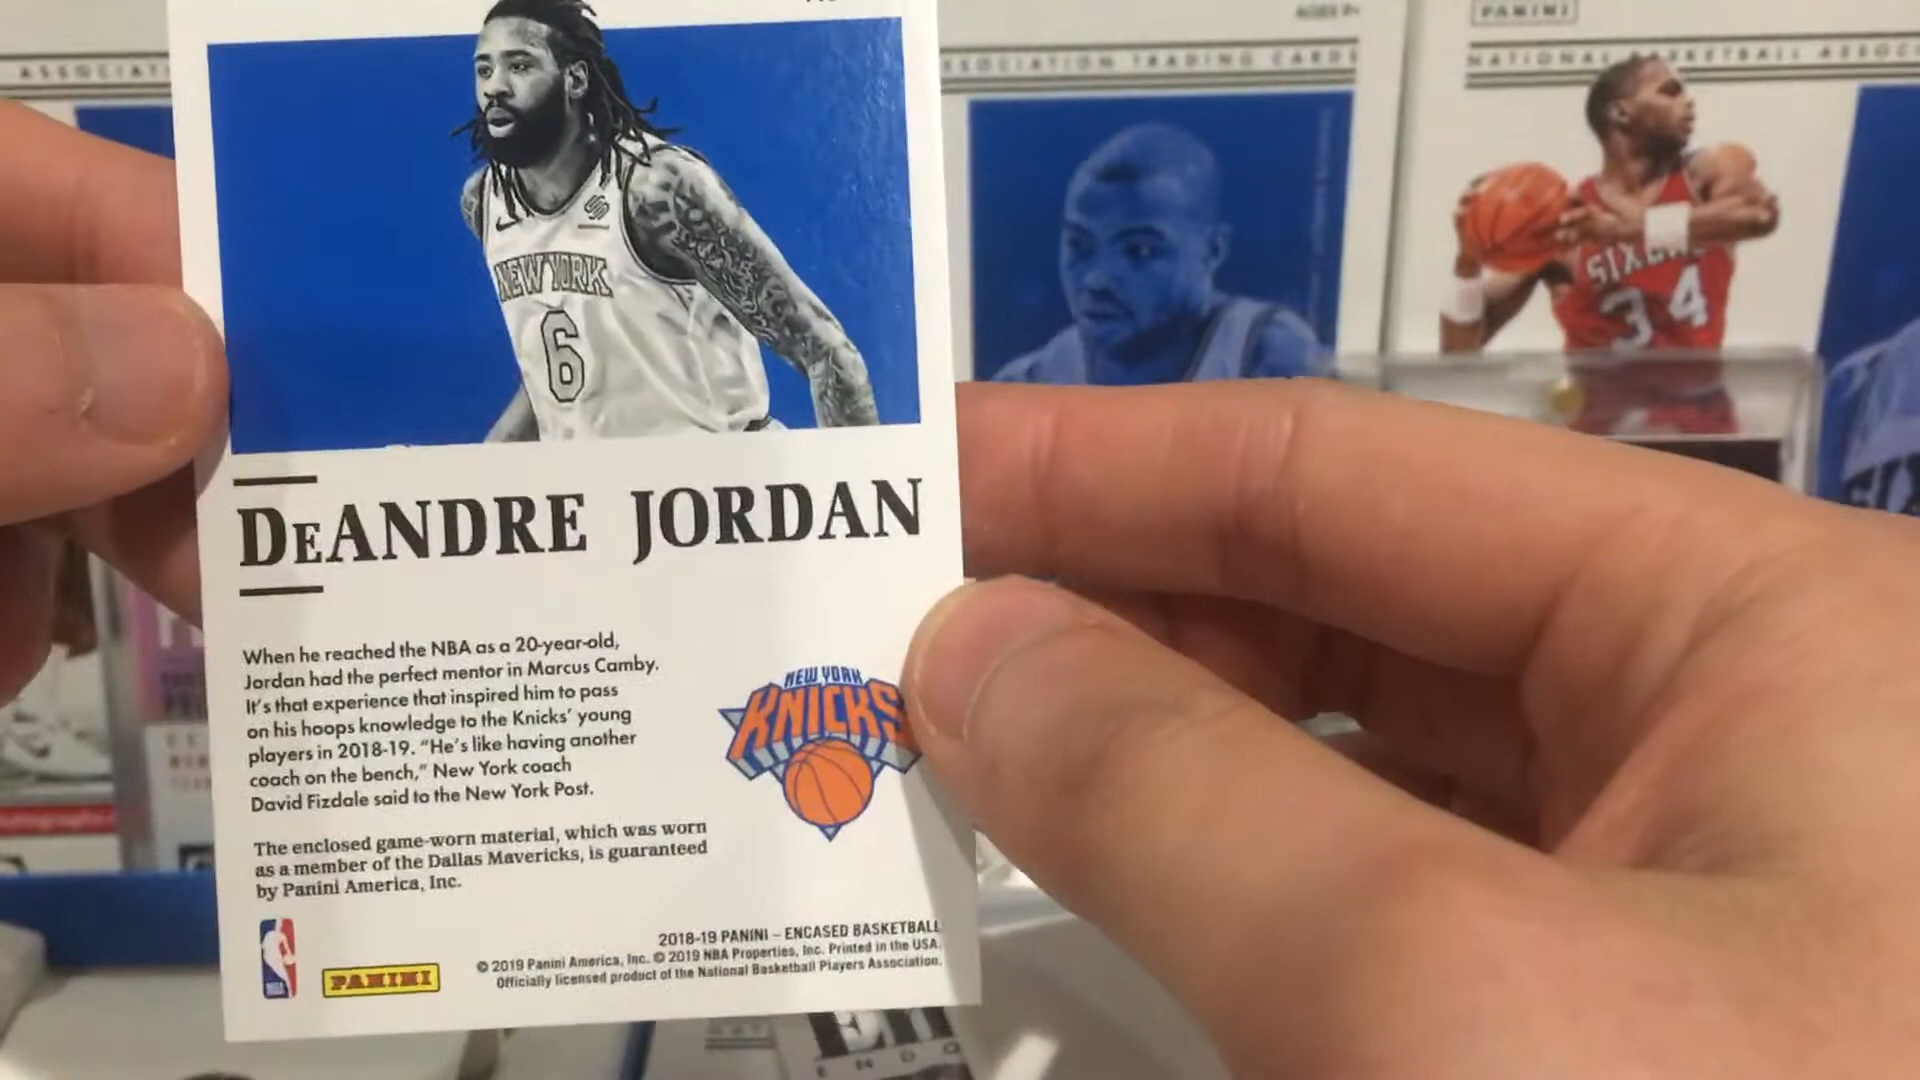 PANINI
ASSOCIATION TRADING CARDS
NATIONAL BASKETBALL
SIXERS
34
NEW YORK
6
DeANDRE JORDAN
When he reached the NBA as a 20-year-old,
Jordan had the perfect mentor in Marcus Camby.
It's that experience that inspired him to pass
on his hoops knowledge to the Knicks' young
players in 2018-19. "He's like having another
coach on the bench," New York coach
David Fizdale said to the New York Post.
NEW YORK
KNICKS
The enclosed game-worn material, which was worn
as a member of the Dallas Mavericks, is guaranteed
by Panini America, Inc.
NBA
PANINI
2018-19 PANINI – ENCASED BASKETBALL
© 2019 Panini America, Inc. © 2019 NBA Properties, Inc. Printed in the USA.
Officially licensed product of the National Basketball Players Association.